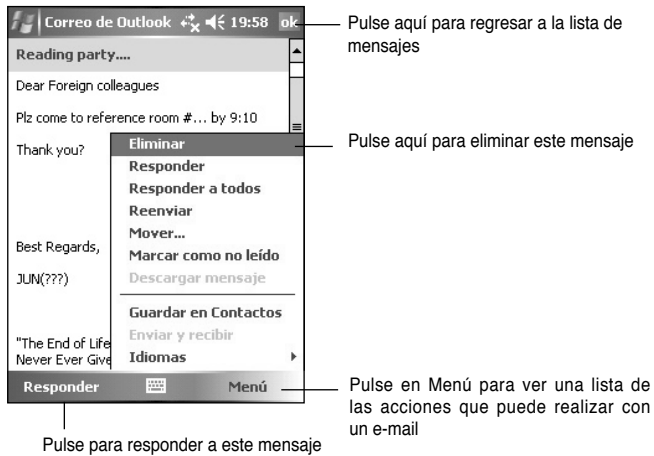 Correo de Outlook 19:58 ok
Pulse aquí para regresar a la lista de
mensajes
Reading party....
Dear Foreign colleagues
Plz come to reference room #... by 9:10
Thank you?
Eliminar
Pulse aquí para eliminar este mensaje
Responder
Responder a todos
Reenviar
Mover...
Marcar como no leído
Descargar mensaje
Guardar en Contactos
Enviar y recibir
Idiomas
Best Regards,
JUN(???)
"The End of Life
Never Ever Give
Responder Menú
Pulse en Menú para ver una lista de
las acciones que puede realizar con
un e-mail
Pulse para responder a este mensaje